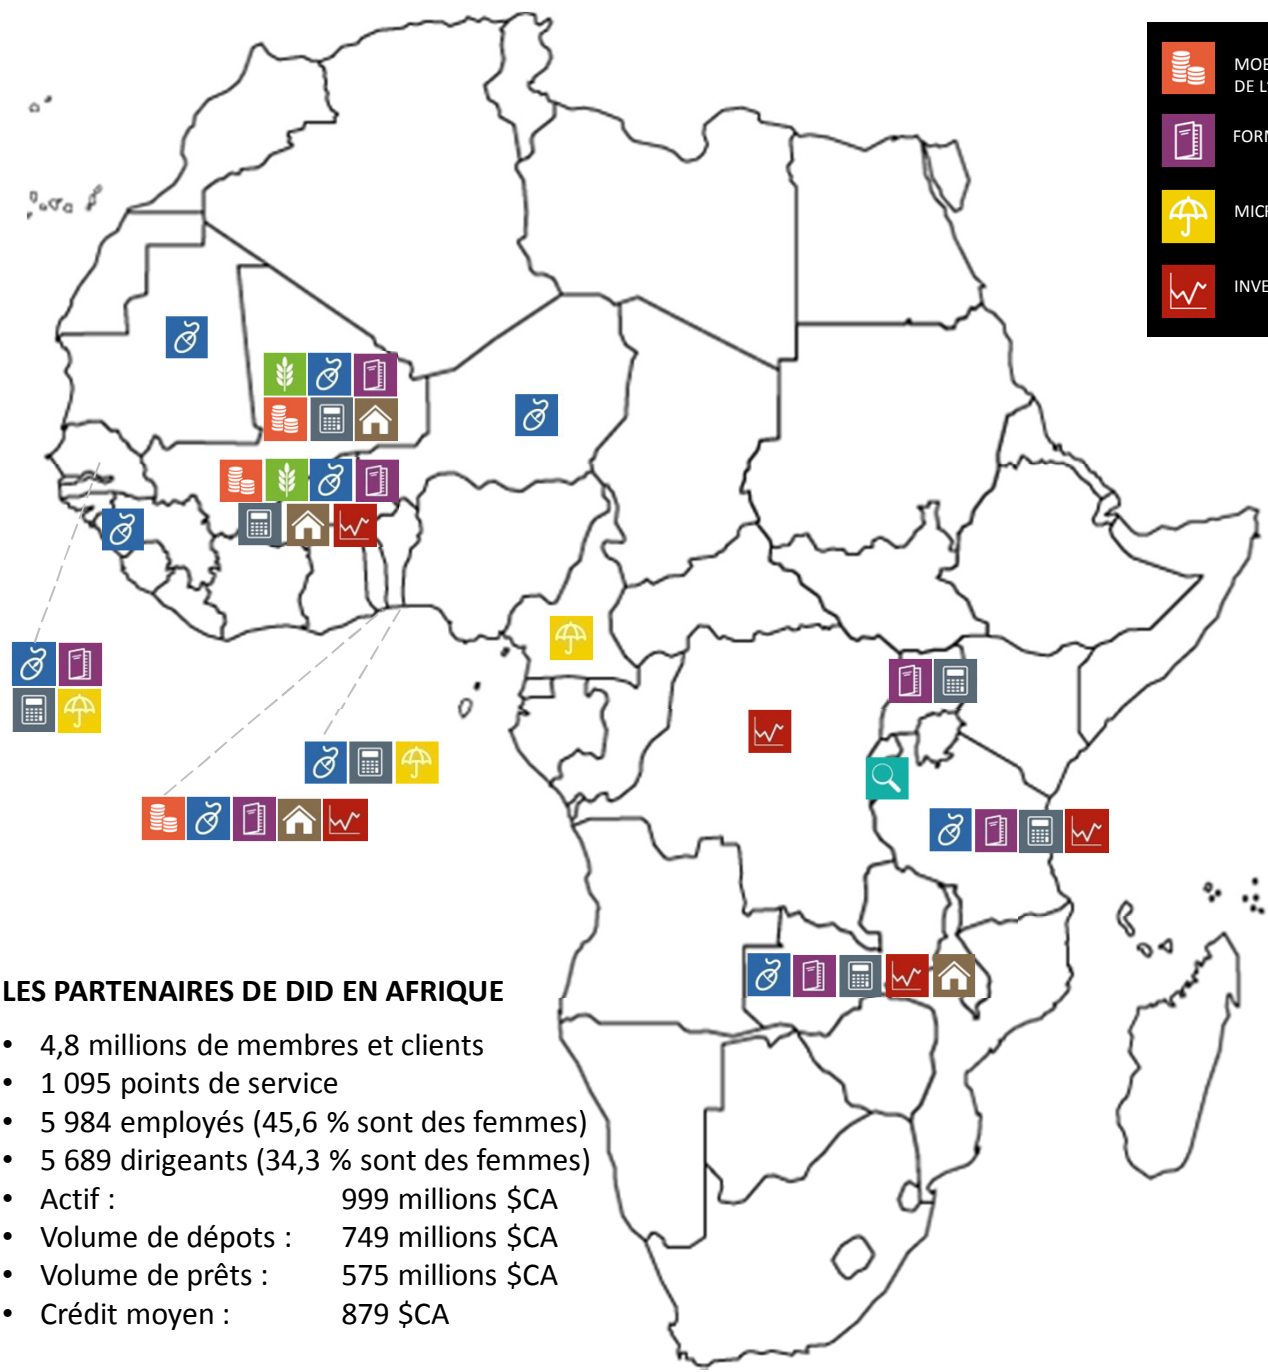 LES PARTENAIRES DE DID EN AFRIQUE
• 4,8 millions de membres et clients
• 1 095 points de service
• 5 984 employés (45,6 % sont des femmes)
• 5 689 dirigeants (34,3 % sont des femmes)
• Actif : 999 millions $CA
• Volume de dépots : 749 millions $CA
• Volume de prêts : 575 millions $CA
• Crédit moyen : 879 $CA